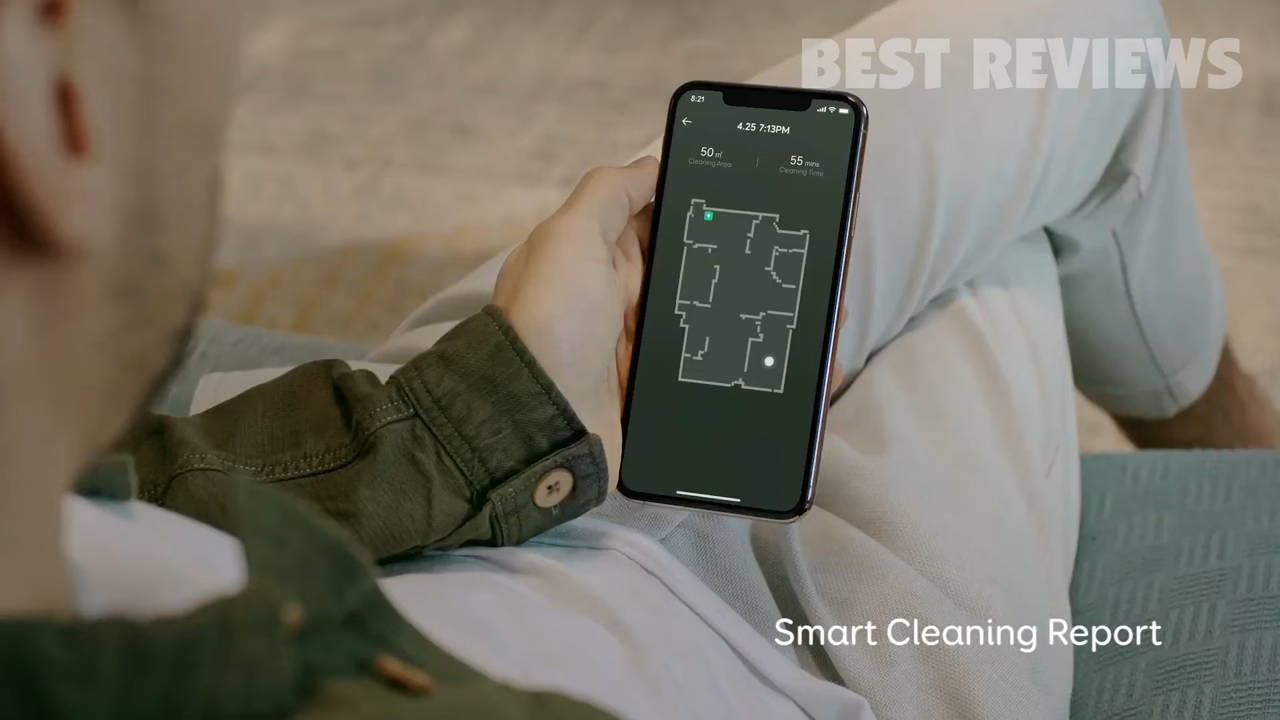 BEST REVIEWS
8:21
4.25 7:13PM
50 ㎡
55 mins
Cleaning Area
Cleaning Time
Smart Cleaning Report